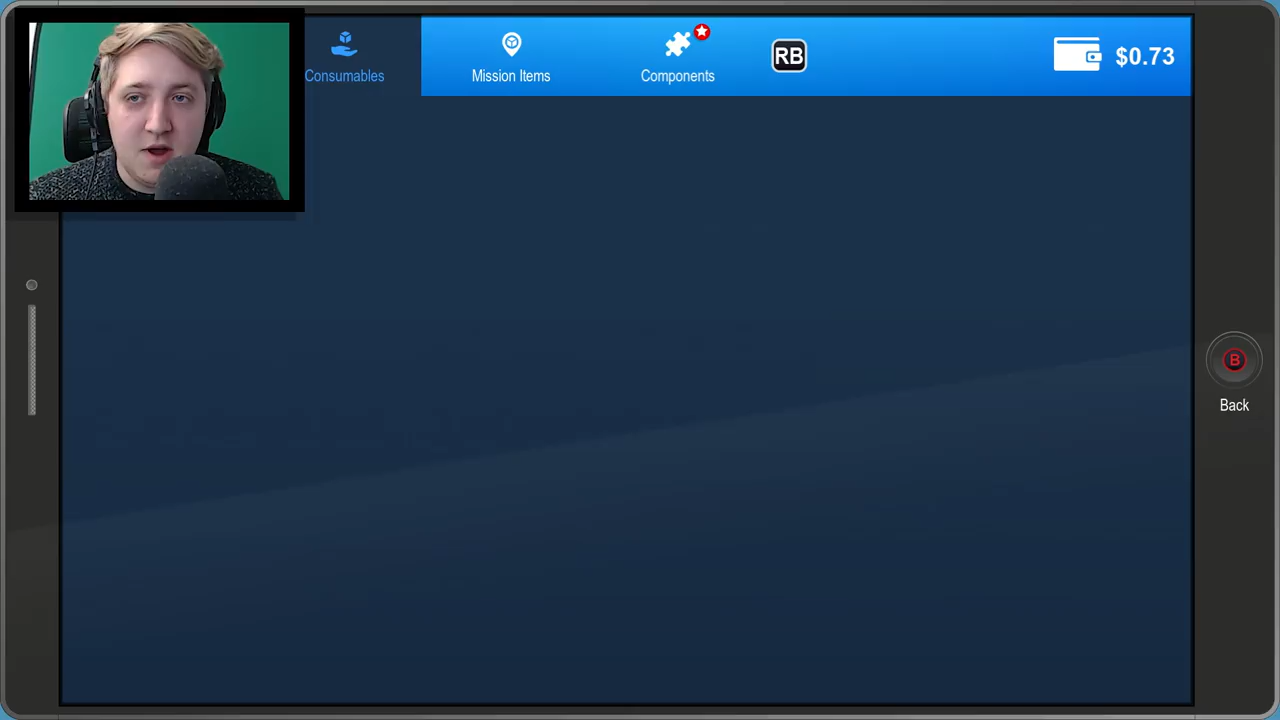 Consumables
Mission Items
Components
RB
$0.73
B
Back